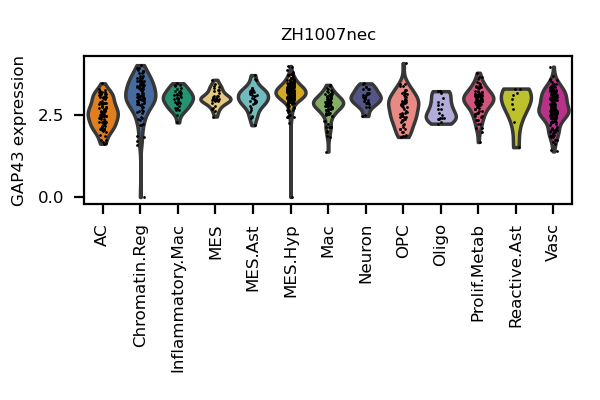 ZH1007nec
GAP43 expression
2.5
0.0
AC
Chromatin.Reg
Inflammatory.Mac
MES
MES.Ast
MES.Hyp
Mac
Neuron
OPC
Oligo
Prolif.Metab
Reactive.Ast
Vasc